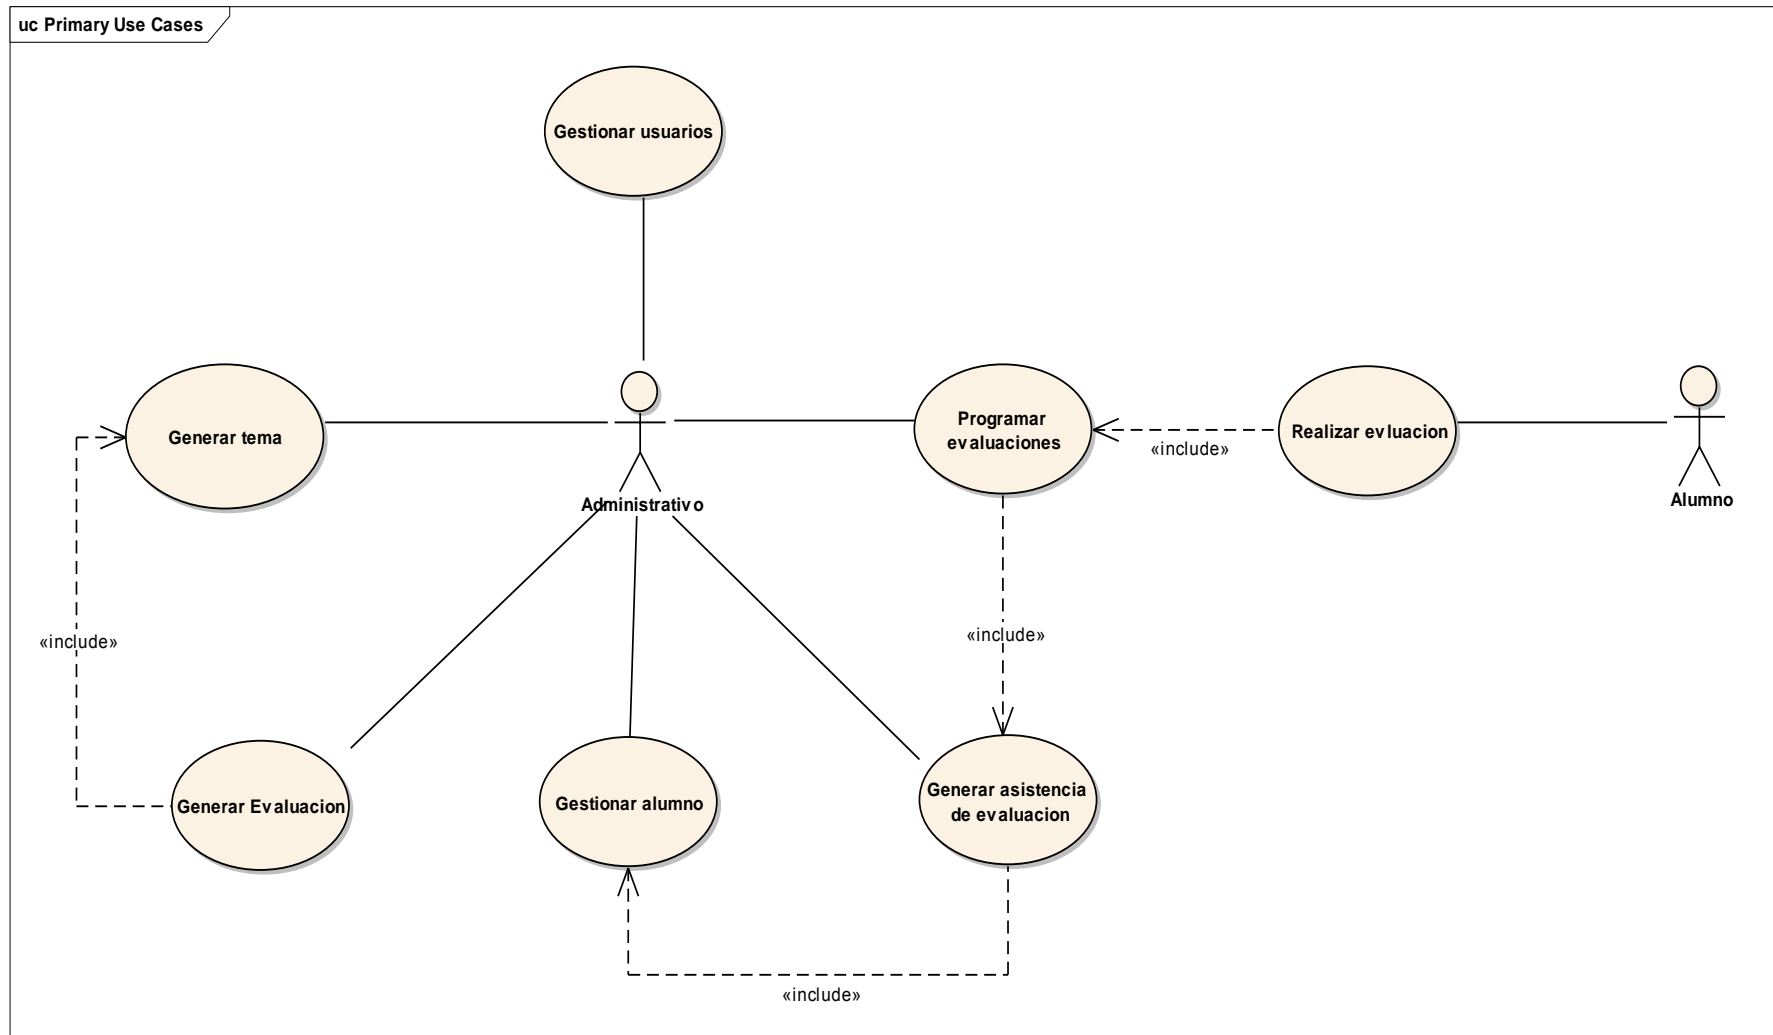 uc Primary Use Cases
Gestionar usuarios
Generar tema
Administrativo
Programar
evaluaciones
«include»
Realizar evluacion
Alumno
«include»
«include»
Generar Evaluacion
Gestionar alumno
Generar asistencia
de evaluacion
«include»